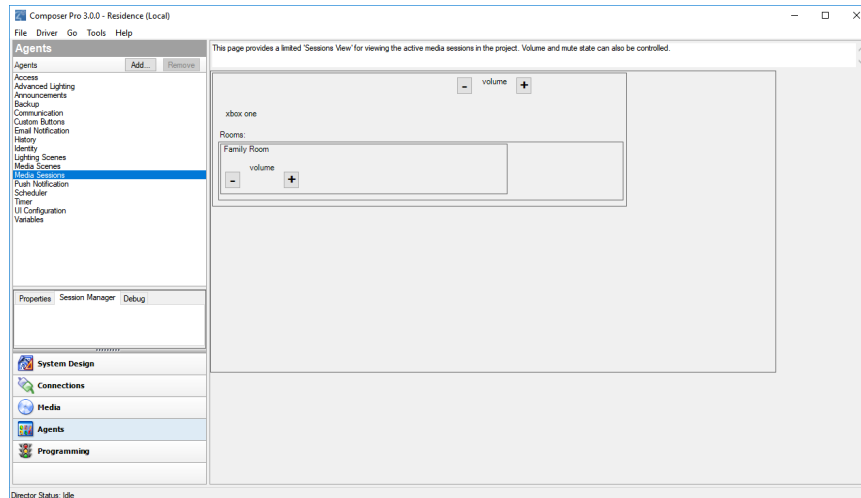 Composer Pro 3.0.0 - Residence (Local)
File Driver Go Tools Help
Agents
Agents Add... Remove
Access
Advanced Lighting
Announcements
Backup
Communication
Custom Buttons
Email Notification
History
Identity
Lighting Scenes
Media Scenes
Media Sessions
Push Notification
Scheduler
Timer
UI Configuration
Variables
Properties Session Manager Debug
System Design
Connections
Media
Agents
Programming
This page provides a limited 'Sessions View' for viewing the active media sessions in the project. Volume and mute state can also be controlled.
- volume +
xbox one
Rooms:
Family Room
volume
- +
Director Status: Idle